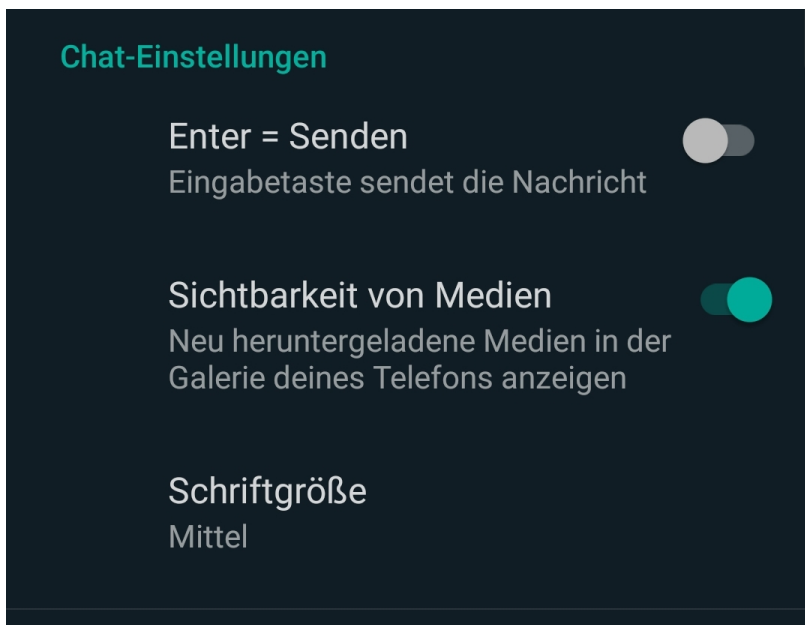 Chat-Einstellungen
Enter = Senden
Eingabetaste sendet die Nachricht
Sichtbarkeit von Medien
Neu heruntergeladene Medien in der
Galerie deines Telefons anzeigen
Schriftgröße
Mittel